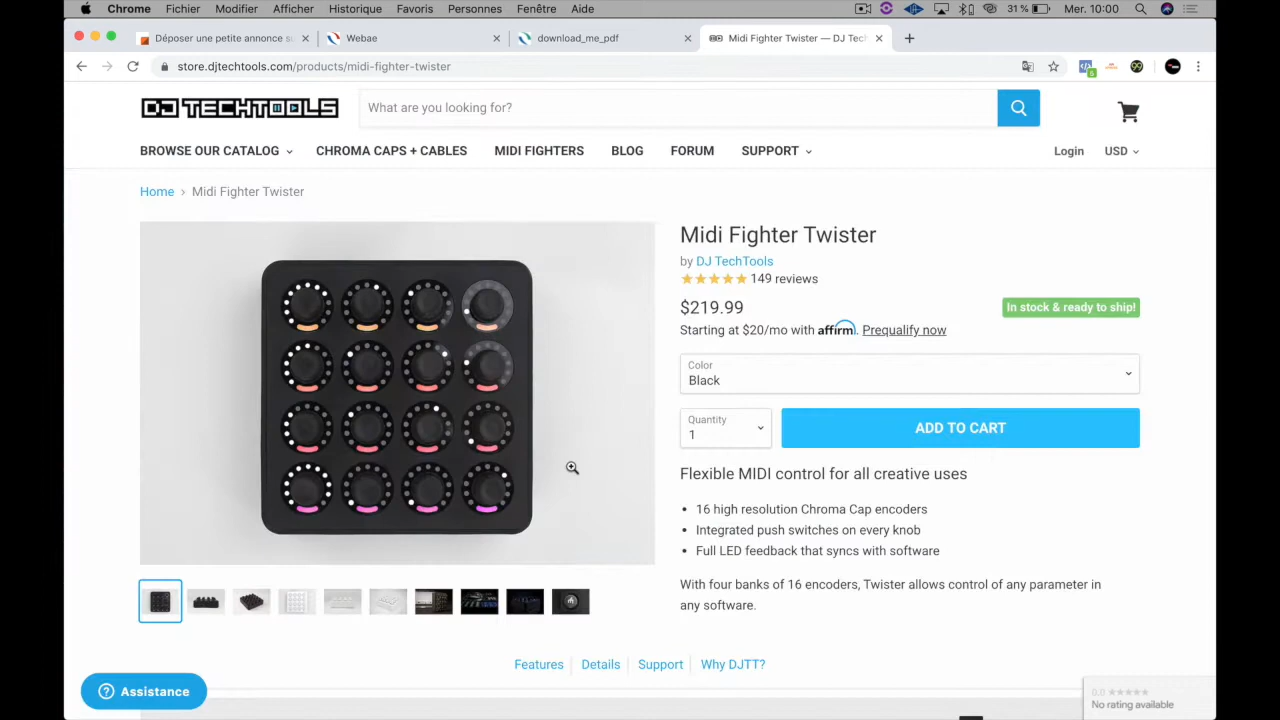 Chrome Fichier Modifier Afficher Historique Favoris Personnes Fenêtre Aide 31 % Mer. 10:00
Déposer une petite annonce su Webae download_me_pdf Midi Fighter Twister — DJ Tech
store.djtechtools.com/products/midi-fighter-twister
DJ TECHTOOLS What are you looking for?
BROWSE OUR CATALOG CHROMA CAPS + CABLES MIDI FIGHTERS BLOG FORUM SUPPORT Login USD
Home > Midi Fighter Twister
Midi Fighter Twister
by DJ TechTools
149 reviews
$219.99 In stock & ready to ship!
Starting at $20/mo with affirm. Prequalify now
Color
Black
Quantity
1
ADD TO CART
Flexible MIDI control for all creative uses
• 16 high resolution Chroma Cap encoders
• Integrated push switches on every knob
• Full LED feedback that syncs with software
With four banks of 16 encoders, Twister allows control of any parameter in
any software.
Features Details Support Why DJTT?
? Assistance
0.0 ★★★★★
No rating available